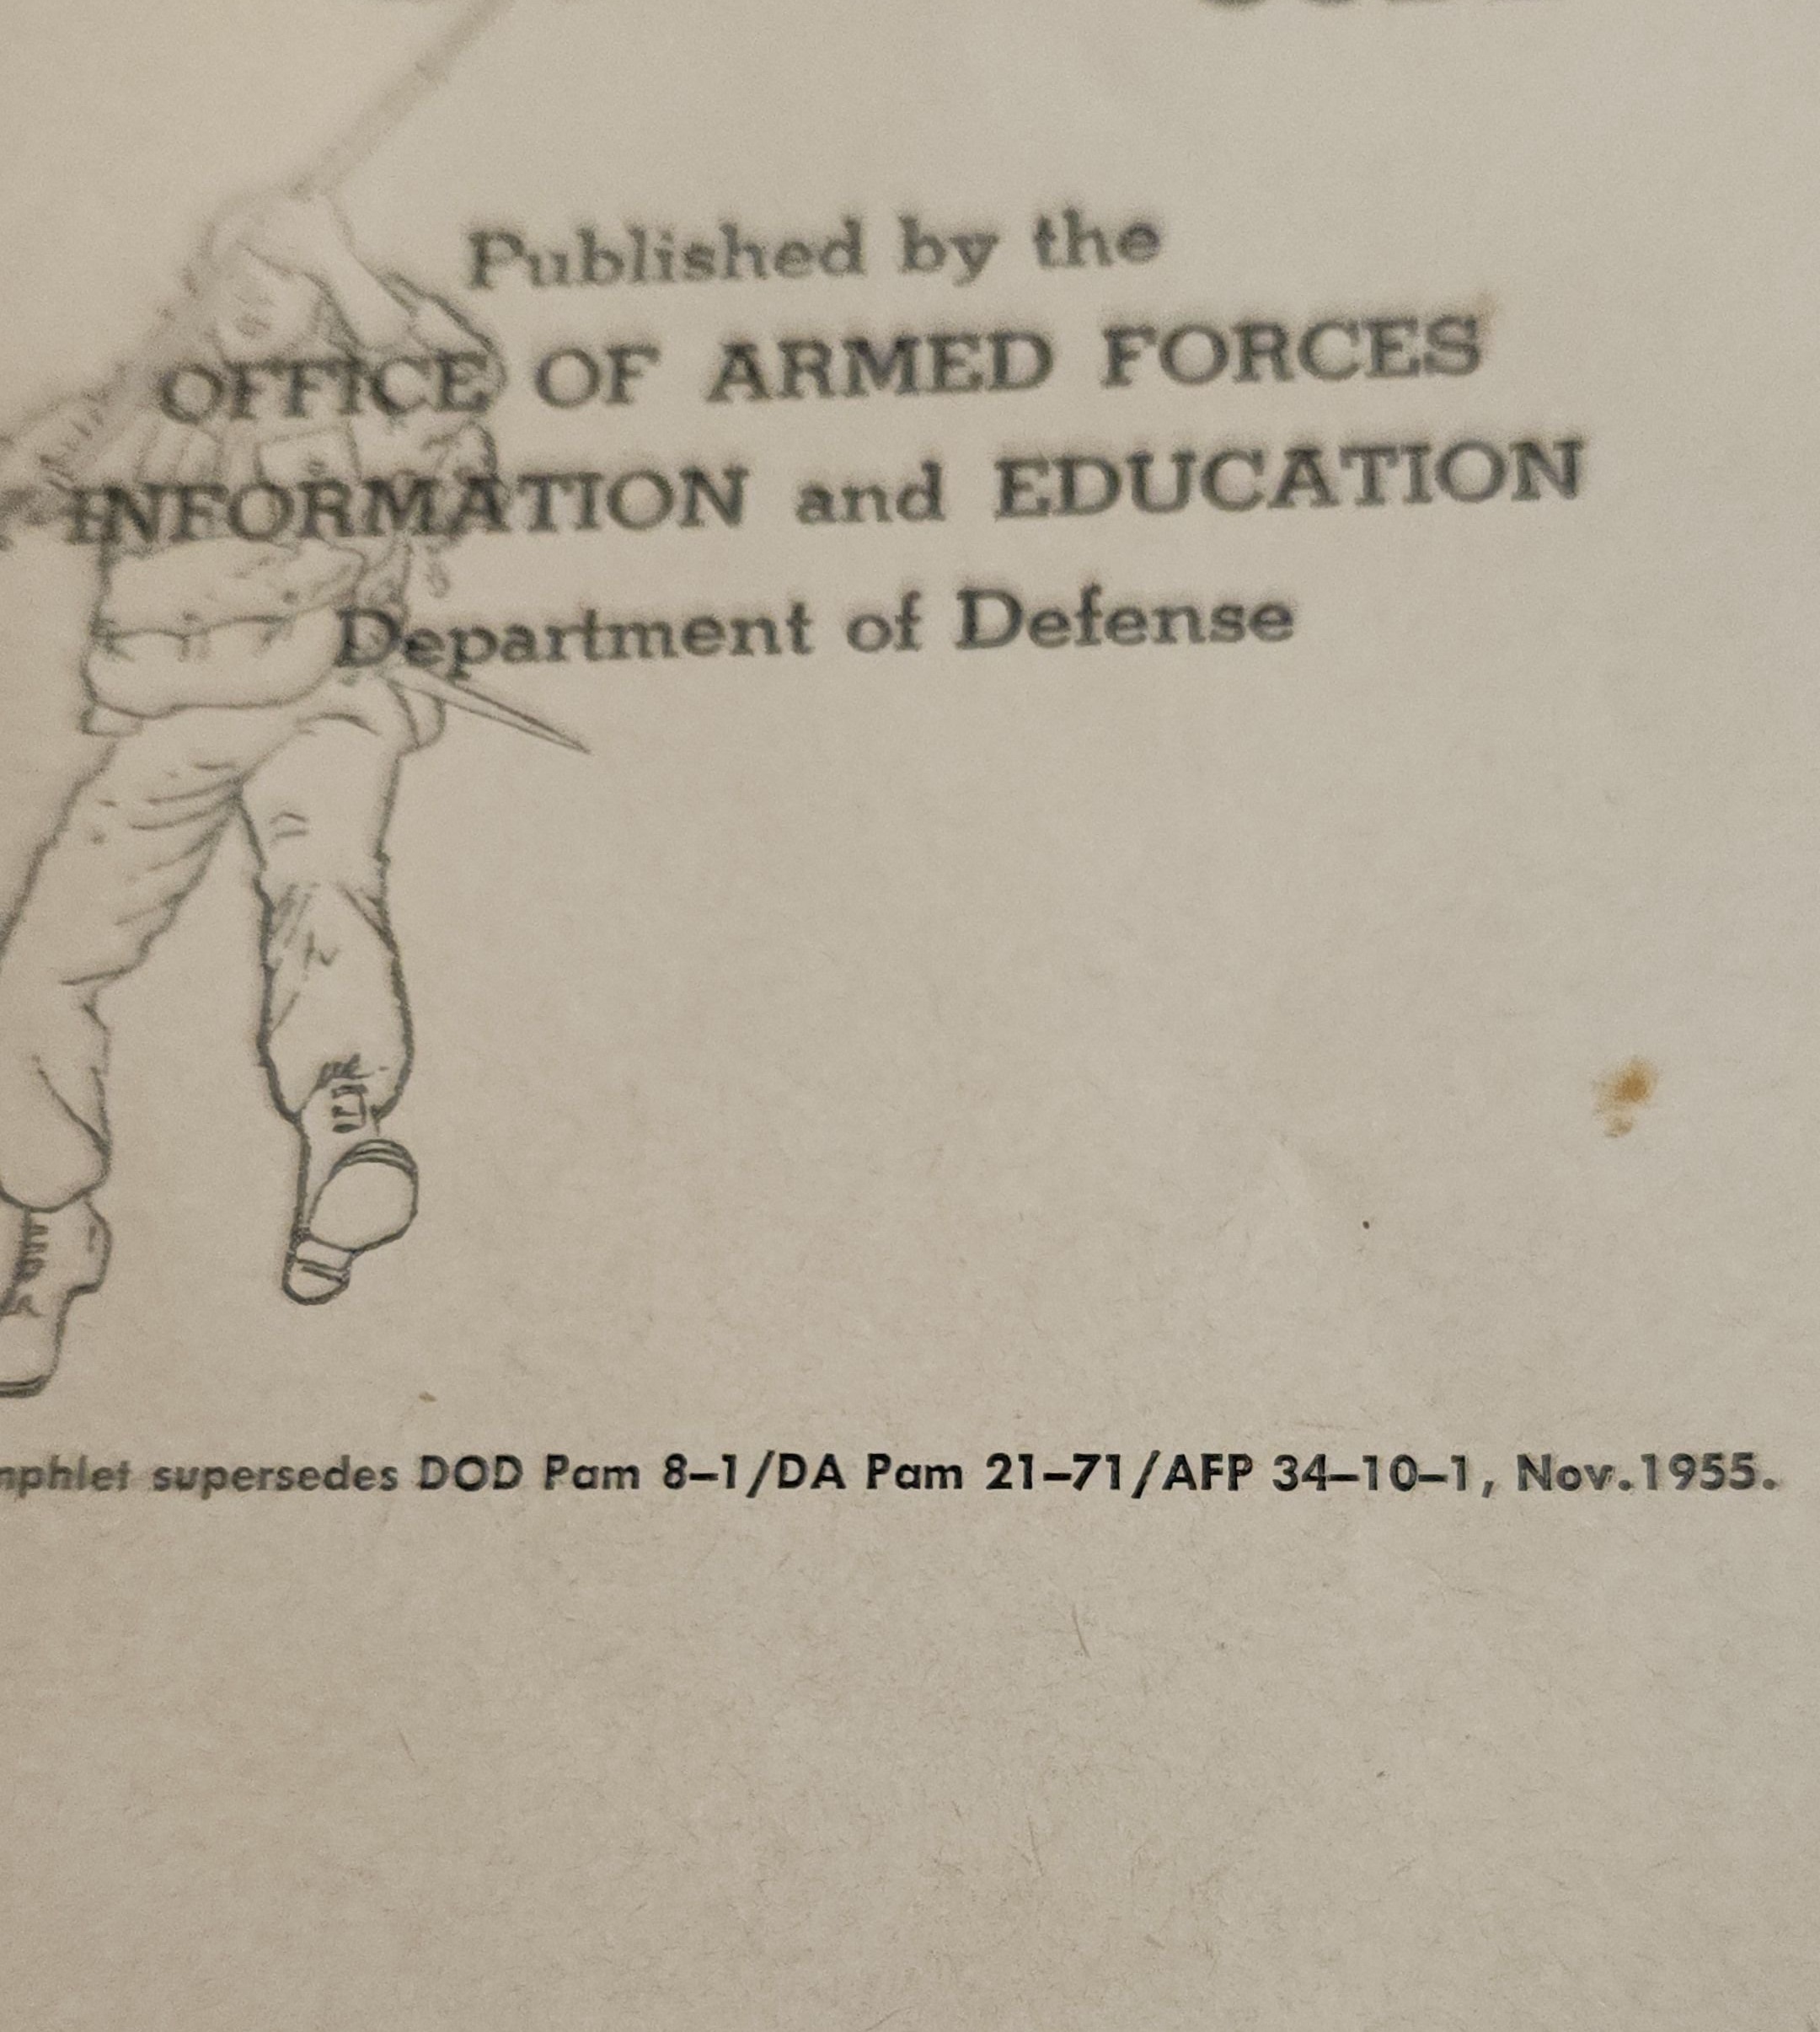 Published by the
OFFICE OF ARMED FORCES
INFORMATION and EDUCATION
Department of Defense
supersedes DOD Pam 8–1/DA Pam 21–71/AFP 34–10–1, Nov.1955.